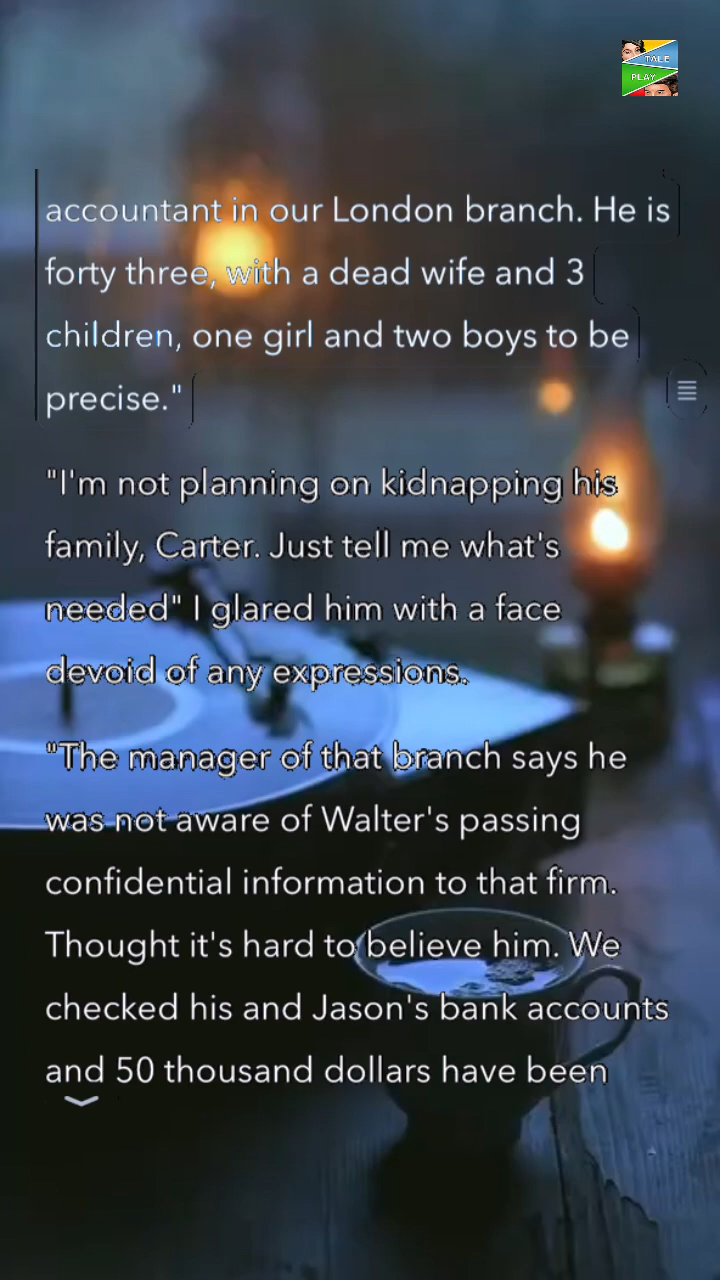 TALE
PLAY
accountant in our London branch. He is
forty three, with a dead wife and 3
children, one girl and two boys to be
precise."
"I'm not planning on kidnapping his
family, Carter. Just tell me what's
needed" I glared him with a face
devoid of any expressions.
"The manager of that branch says he
was not aware of Walter's passing
confidential information to that firm.
Thought it's hard to believe him. We
checked his and Jason's bank accounts
and 50 thousand dollars have been